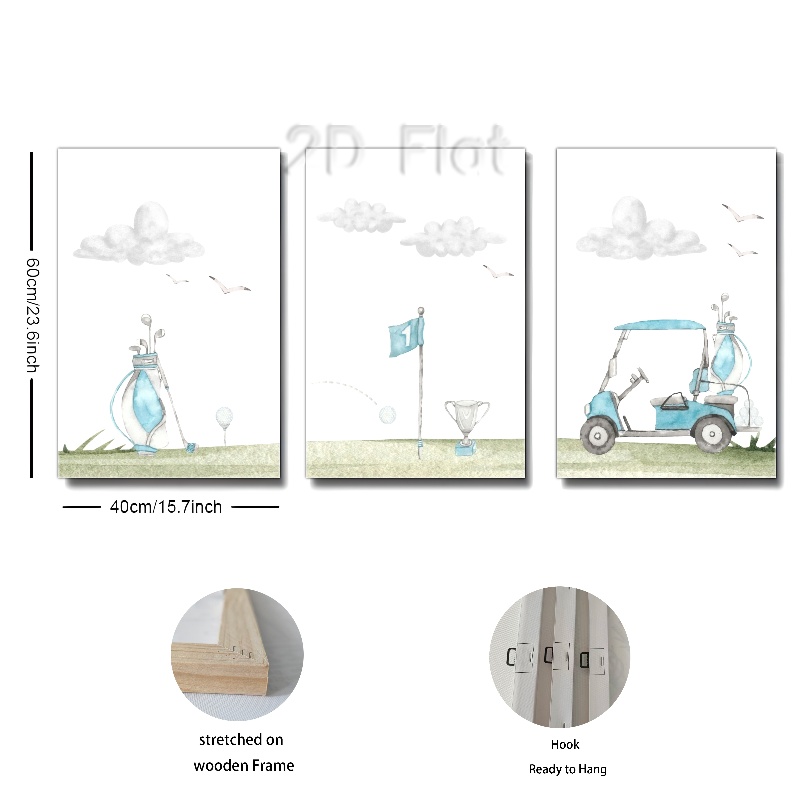 2D Flat
1
60cm/23.6inch
40cm/15.7inch
stretched on
wooden Frame
Hook
Ready to Hang